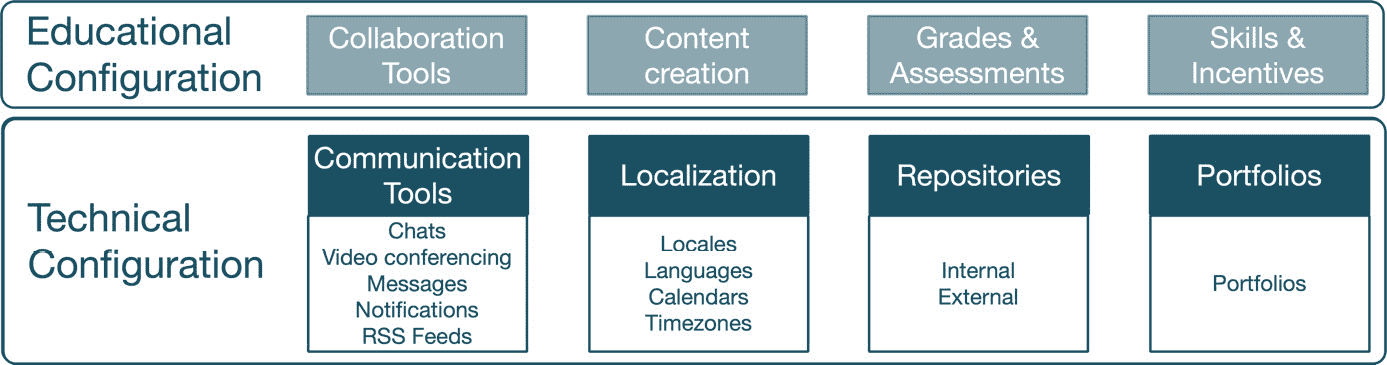 Educational
Configuration
Collaboration
Tools
Content
creation
Grades &
Assessments
Skills &
Incentives
Technical
Configuration
Communication
Tools
Chats
Video conferencing
Messages
Notifications
RSS Feeds
Localization
Locales
Languages
Calendars
Timezones
Repositories
Internal
External
Portfolios
Portfolios